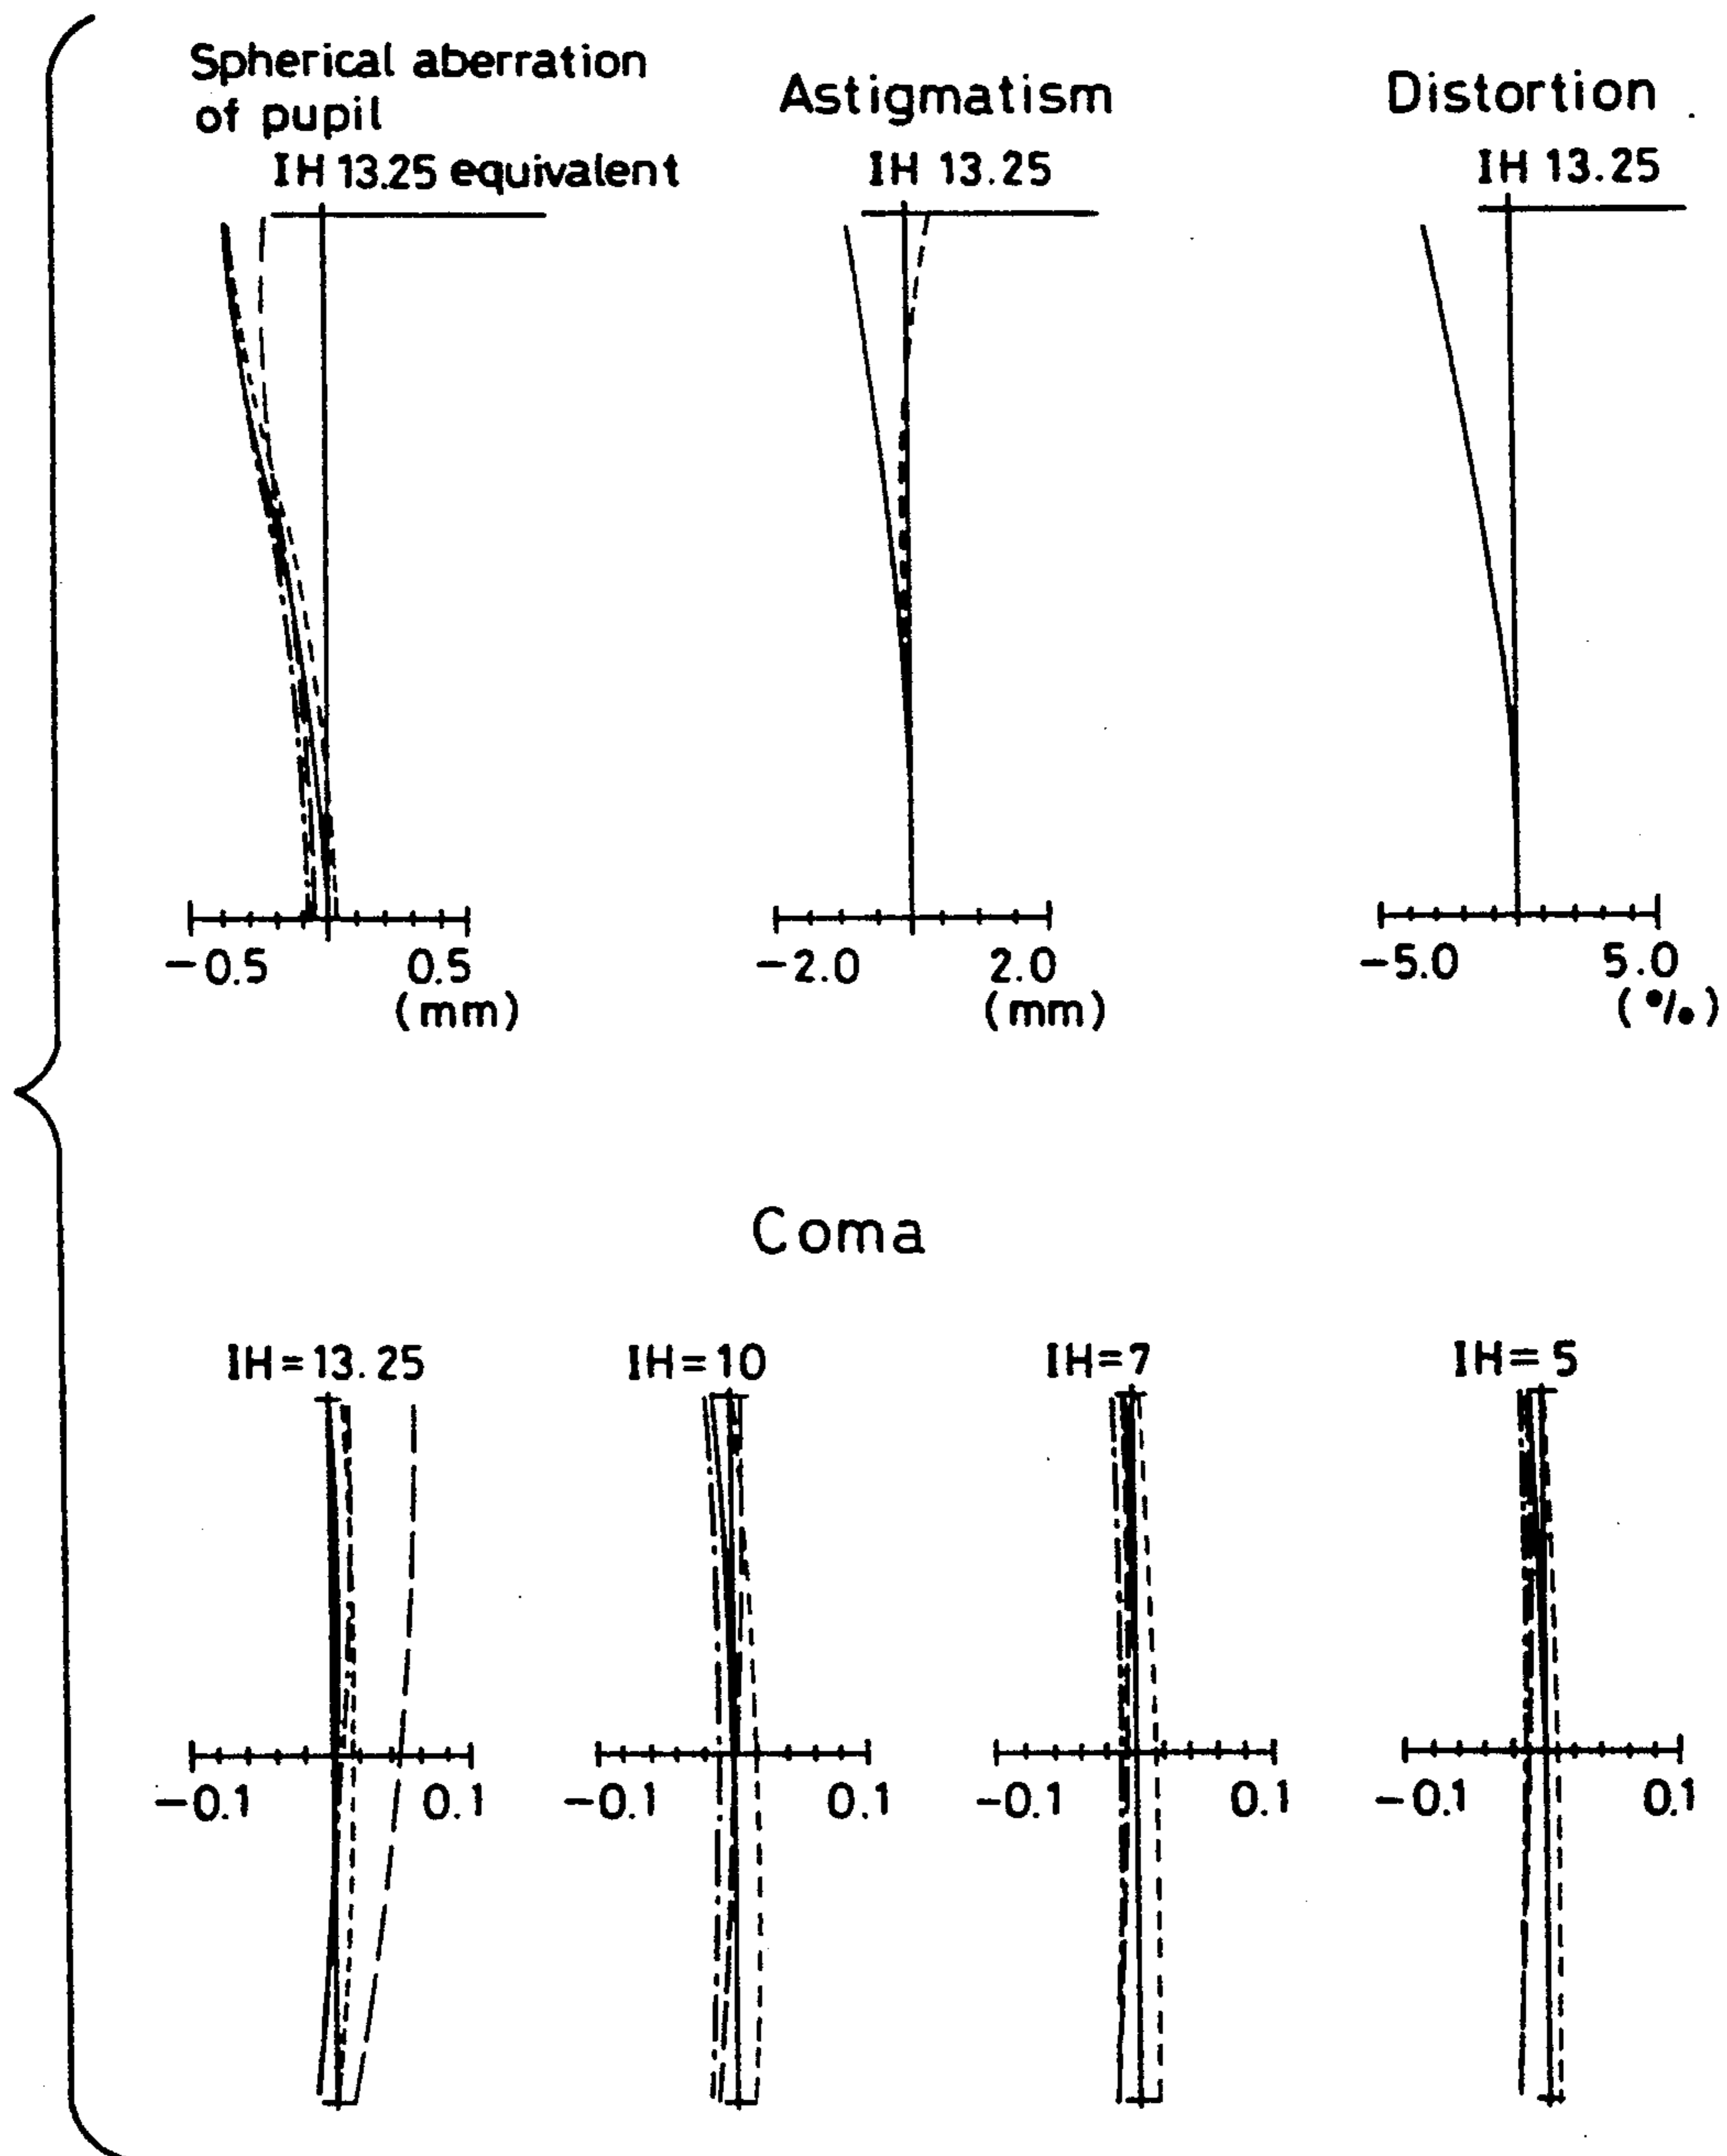 Spherical aberration
of pupil
IH 13.25 equivalent
-0.5 0.5
(mm)
Astigmatism
IH 13.25
-2.0 2.0
(mm)
Distortion
IH 13.25
-5.0 5.0
(%)
Coma
IH=13.25
-0.1 0.1
IH=10
-0.1 0.1
IH=7
-0.1 0.1
IH=5
-0.1 0.1